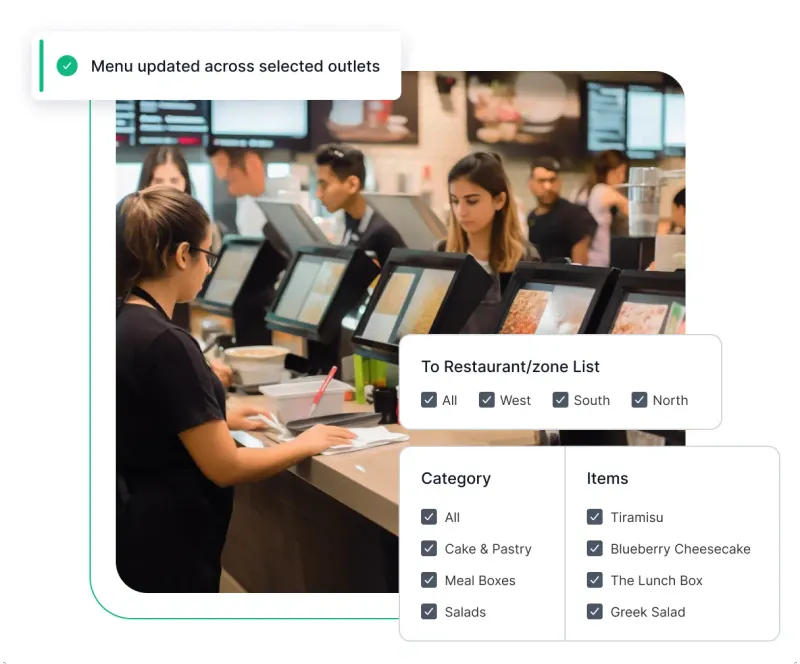 Menu updated across selected outlets
To Restaurant/zone List
All West South North
Category
All
Cake & Pastry
Meal Boxes
Salads
Items
Tiramisu
Blueberry Cheesecake
The Lunch Box
Greek Salad